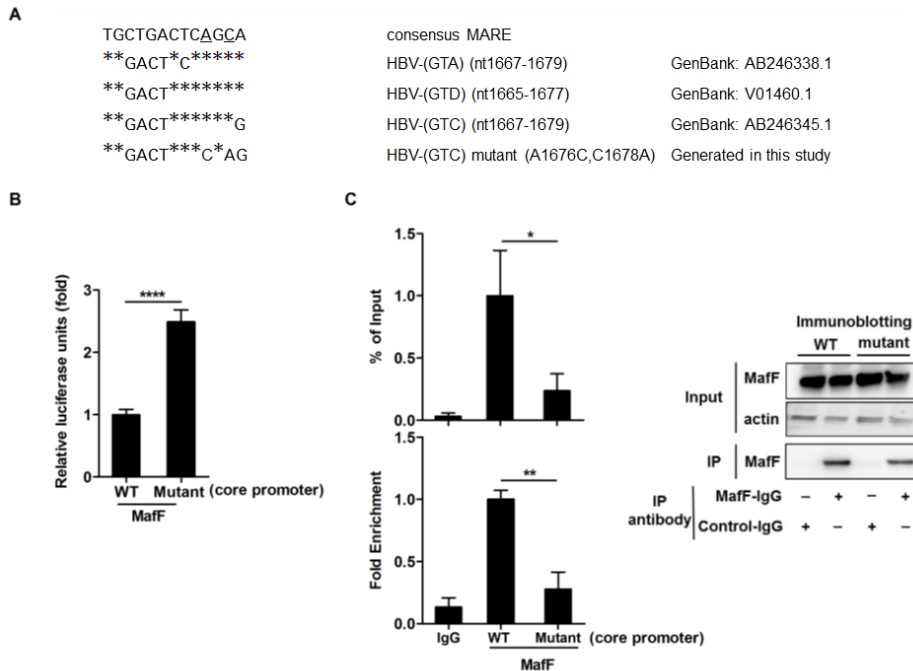 A
TGCTGACTCAGCA consensus MARE
**GACT*C***** HBV-(GTA) (nt1667-1679) GenBank: AB246338.1
**GACT******* HBV-(GTD) (nt1665-1677) GenBank: V01460.1
**GACT******G HBV-(GTC) (nt1667-1679) GenBank: AB246345.1
**GACT***C*AG HBV-(GTC) mutant (A1676C,C1678A) Generated in this study
B
Relative luciferase units (fold)
3
2
1
0
****
WT Mutant (core promoter)
MafF
C
% of Input
1.5
1.0
0.5
0.0
*
Fold Enrichment
1.5
1.0
0.5
0.0
**
IgG WT Mutant (core promoter)
MafF
Immunoblotting
WT mutant
Input MafF
actin
IP MafF
IP antibody
MafF-IgG − + − +
Control-IgG + − + −